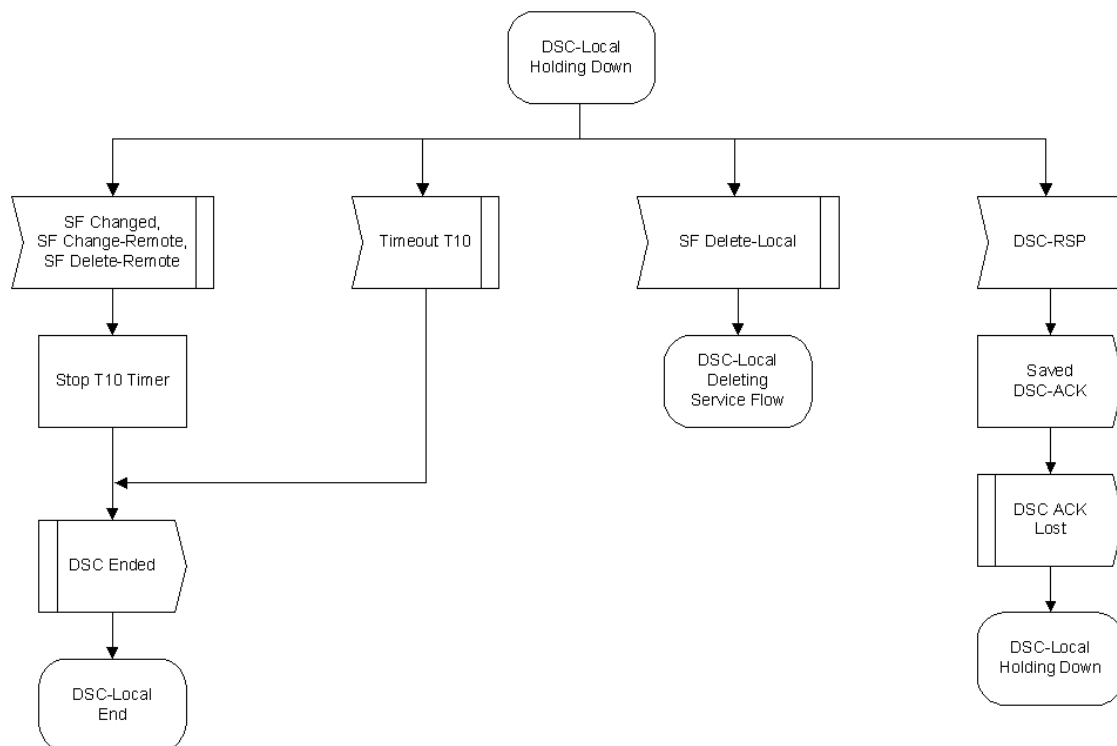 DSC-Local
Holding Down
SF Changed,
SF Change-Remote,
SF Delete-Remote
Timeout T10
SF Delete-Local
DSC-RSP
Stop T10 Timer
DSC-Local
Deleting
Service Flow
Saved
DSC-ACK
DSC Ended
DSC ACK
Lost
DSC-Local
End
DSC-Local
Holding Down